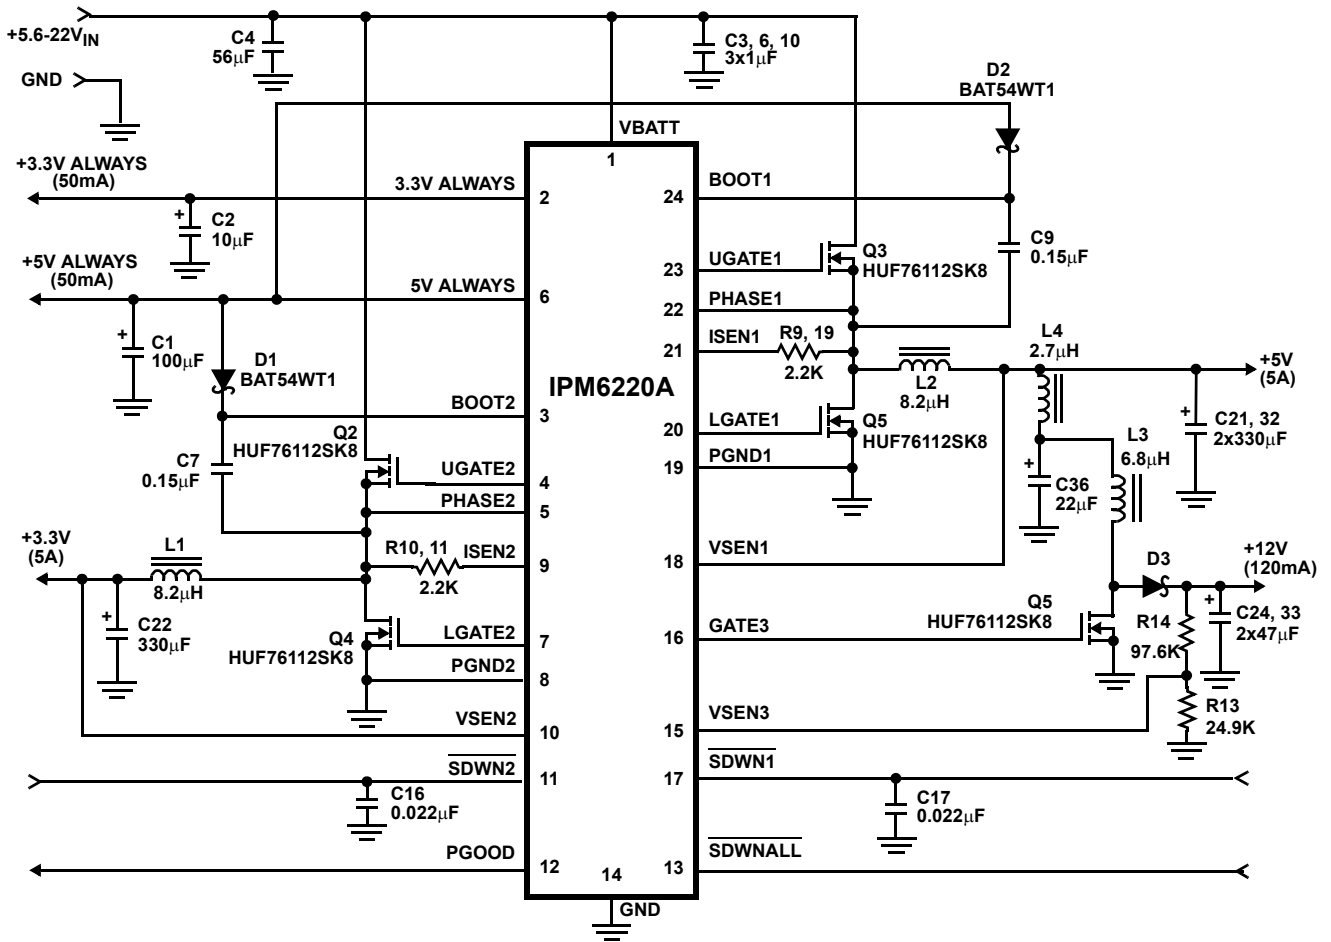 +5.6-22VIN
GND
C4
56μF
C3, 6, 10
3x1μF
D2
BAT54WT1
VBATT
1
+3.3V ALWAYS
(50mA)
3.3V ALWAYS
2
C2
10μF
24
BOOT1
C9
0.15μF
+5V ALWAYS
(50mA)
5V ALWAYS
6
C1
100μF
D1
BAT54WT1
23
UGATE1
Q3
HUF76112SK8
22
PHASE1
21
ISEN1
R9, 19
2.2K
L4
2.7μH
+5V
(5A)
IPM6220A
L2
8.2μH
BOOT2
3
20
LGATE1
Q5
HUF76112SK8
19
PGND1
C21, 32
2x330μF
L3
6.8μH
C36
22μF
C7
0.15μF
Q2
HUF76112SK8
UGATE2
4
PHASE2
5
+3.3V
(5A)
L1
8.2μH
R10, 11
2.2K
ISEN2
9
18
VSEN1
D3
+12V
(120mA)
C22
330μF
Q4
HUF76112SK8
LGATE2
7
PGND2
8
16
GATE3
Q5
HUF76112SK8
R14
97.6K
C24, 33
2x47μF
VSEN2
10
15
VSEN3
R13
24.9K
SDWN2
11
C16
0.022μF
17
SDWN1
C17
0.022μF
PGOOD
12
13
SDWNALL
14
GND